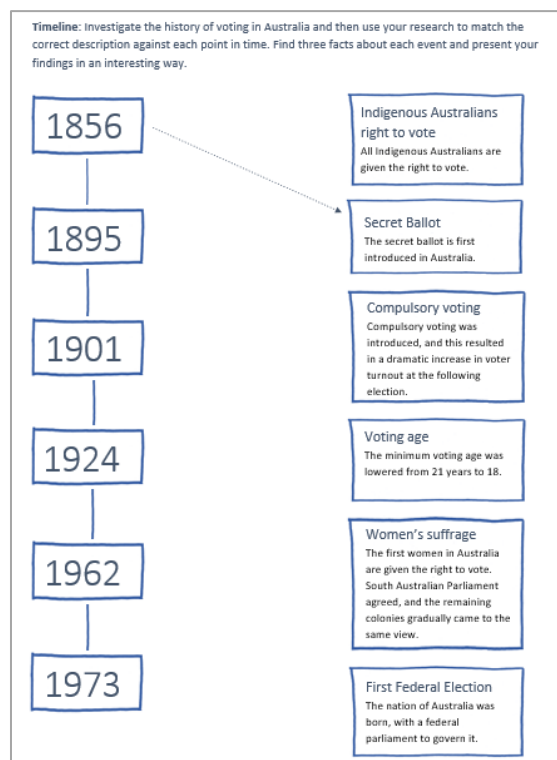 Timeline: Investigate the history of voting in Australia and then use your research to match the
correct description against each point in time. Find three facts about each event and present your
findings in an interesting way.
1856
1895
1901
1924
1962
1973
Indigenous Australians
right to vote
All Indigenous Australians are
given the right to vote.
Secret Ballot
The secret ballot is first
introduced in Australia.
Compulsory voting
Compulsory voting was
introduced, and this resulted
in a dramatic increase in voter
turnout at the following
election.
Voting age
The minimum voting age was
lowered from 21 years to 18.
Women's suffrage
The first women in Australia
are given the right to vote.
South Australian Parliament
agreed, and the remaining
colonies gradually came to the
same view.
First Federal Election
The nation of Australia was
born, with a federal
parliament to govern it.